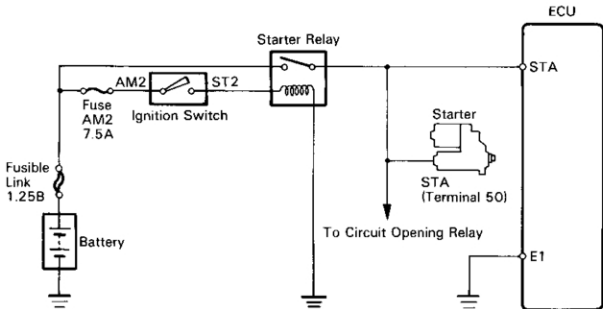 ECU
Starter Relay
STA
AM2
ST2
Fuse
AM2
7.5A
Ignition Switch
Starter
Fusible
Link
1.25B
STA
(Terminal 50)
Battery
To Circuit Opening Relay
E1